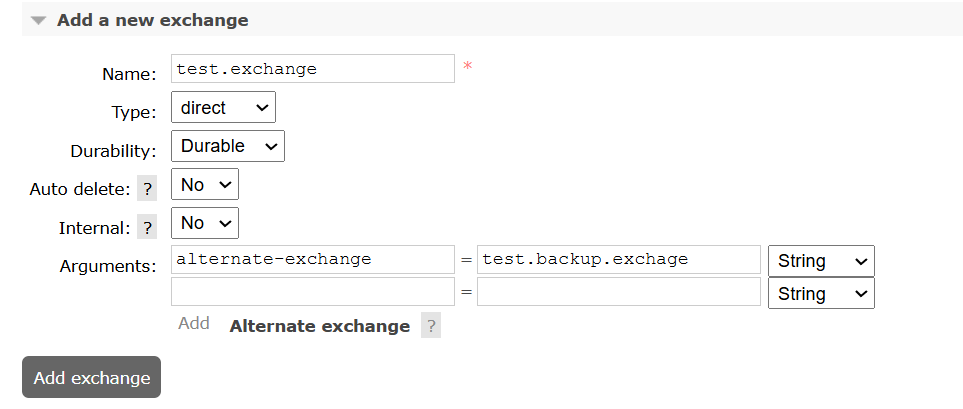 Add a new exchange
Name: test.exchange *
Type: direct
Durability: Durable
Auto delete: ? No
Internal: ? No
Arguments: alternate-exchange = test.backup.exchage String
= String
Add Alternate exchange ?
Add exchange